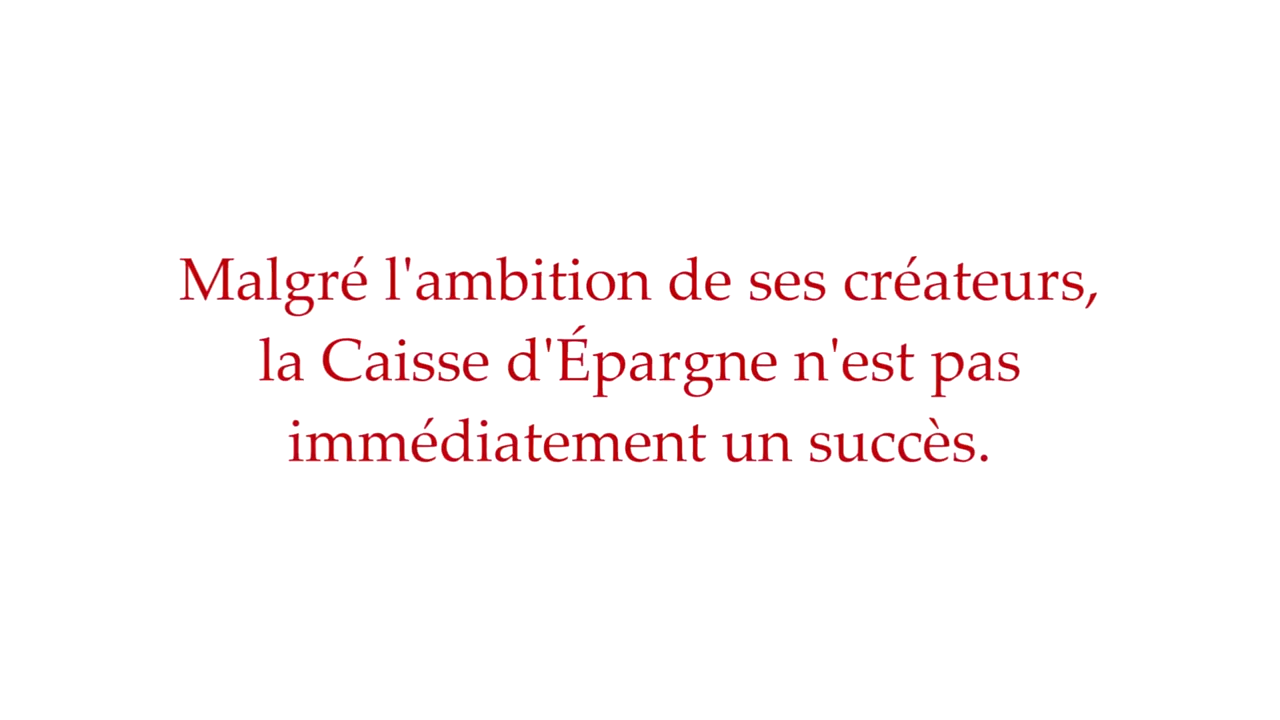 Malgré l'ambition de ses créateurs,
la Caisse d'Épargne n'est pas
immédiatement un succès.